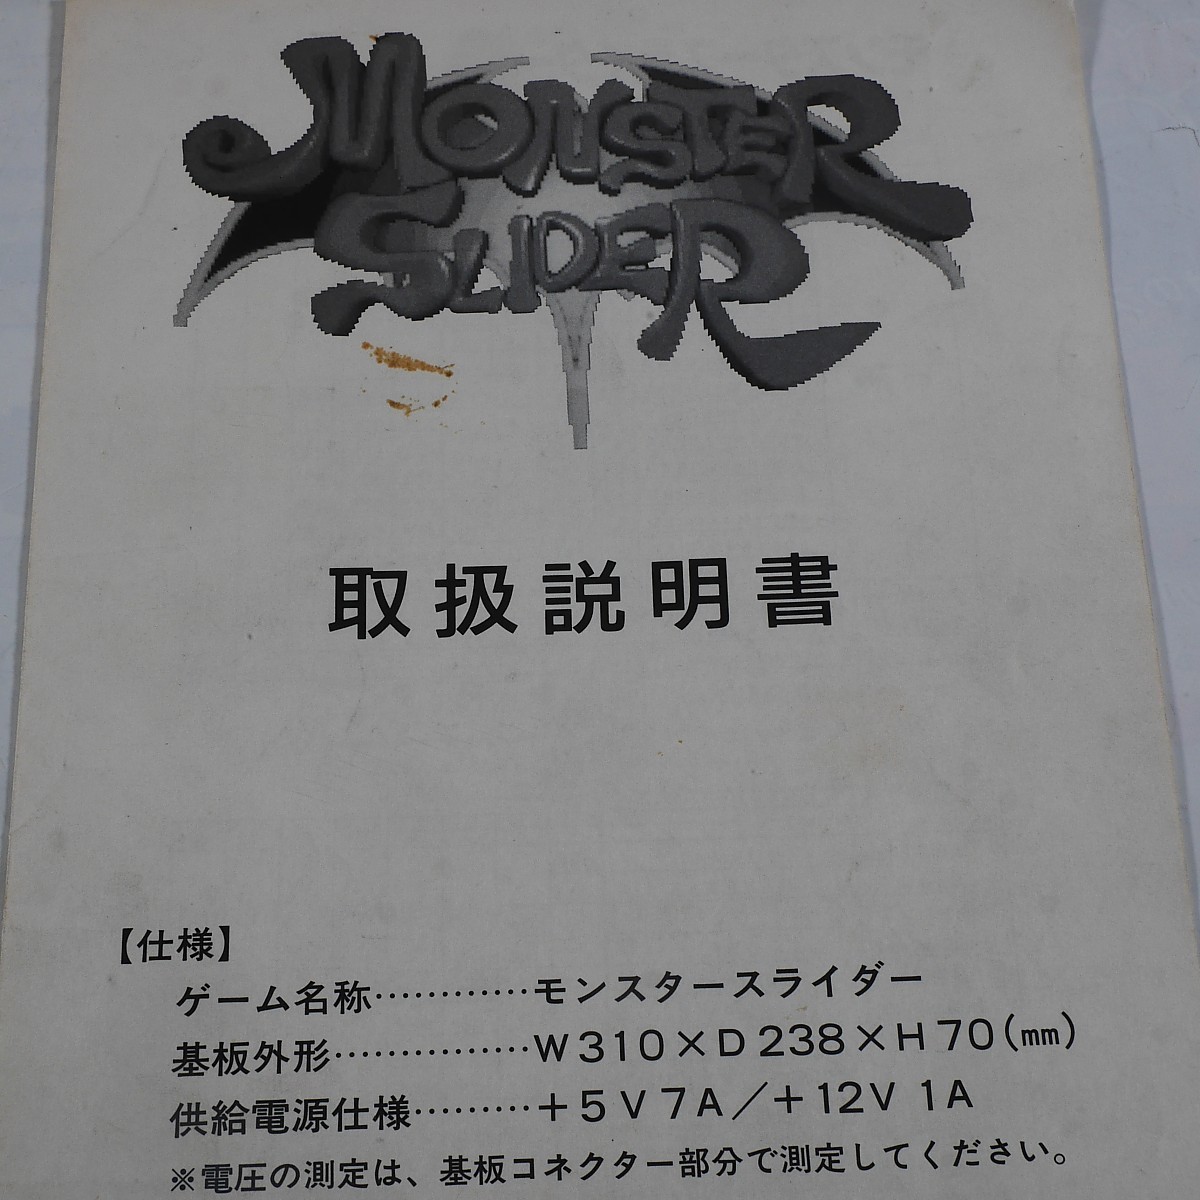 MONSTER
SLIDER
取扱説明書
【仕様】
ゲーム名称…………モンスタースライダー
基板外形……………W310×D238×H70(㎜)
供給電源仕様………+5V7A／+12V 1A
※電圧の測定は、基板コネクター部分で測定してください。